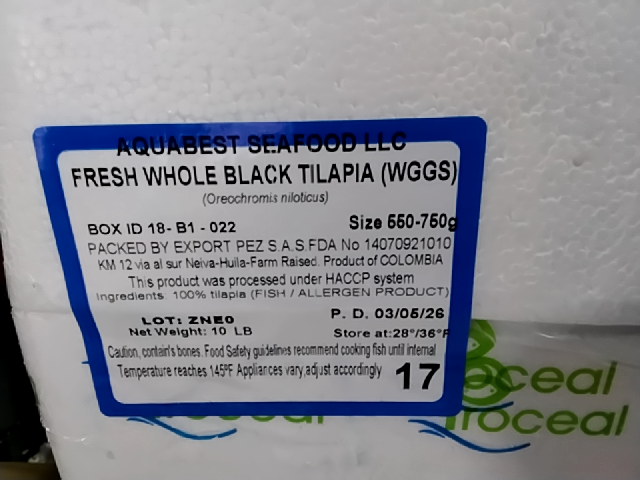 AQUABEST SEAFOOD LLC
FRESH WHOLE BLACK TILAPIA (WGGS)
(Oreochromis niloticus)
BOX ID 18- B1 - 022 Size 550-750g
PACKED BY EXPORT PEZ S.A.S.FDA No 14070921010
KM 12 via al sur Neiva-Huila-Farm Raised. Product of COLOMBIA
This product was processed under HACCP system
Ingredients: 100% tilapia (FISH / ALLERGEN PRODUCT)
LOT: ZNE0 P. D. 03/05/26
Net Weight: 10 LB Store at:28°/36°F
Caution, contain's bones. Food Safety guidelines recommend cooking fish until internal
Temperature reaches 145ºF Appliances vary,adjust accordingly 17
oceal
roceal
roceal